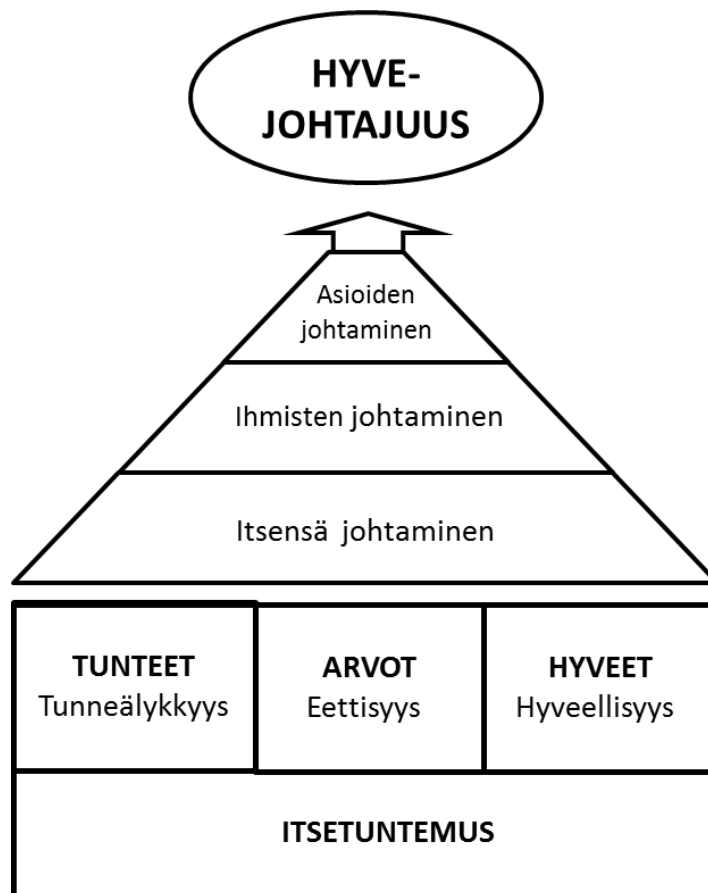 HYVE-
JOHTAJUUS
Asioiden
johtaminen
Ihmisten johtaminen
Itsensä johtaminen
TUNTEET
Tunneälykkyys
ARVOT
Eettisyys
HYVEET
Hyveellisyys
ITSETUNTEMUS